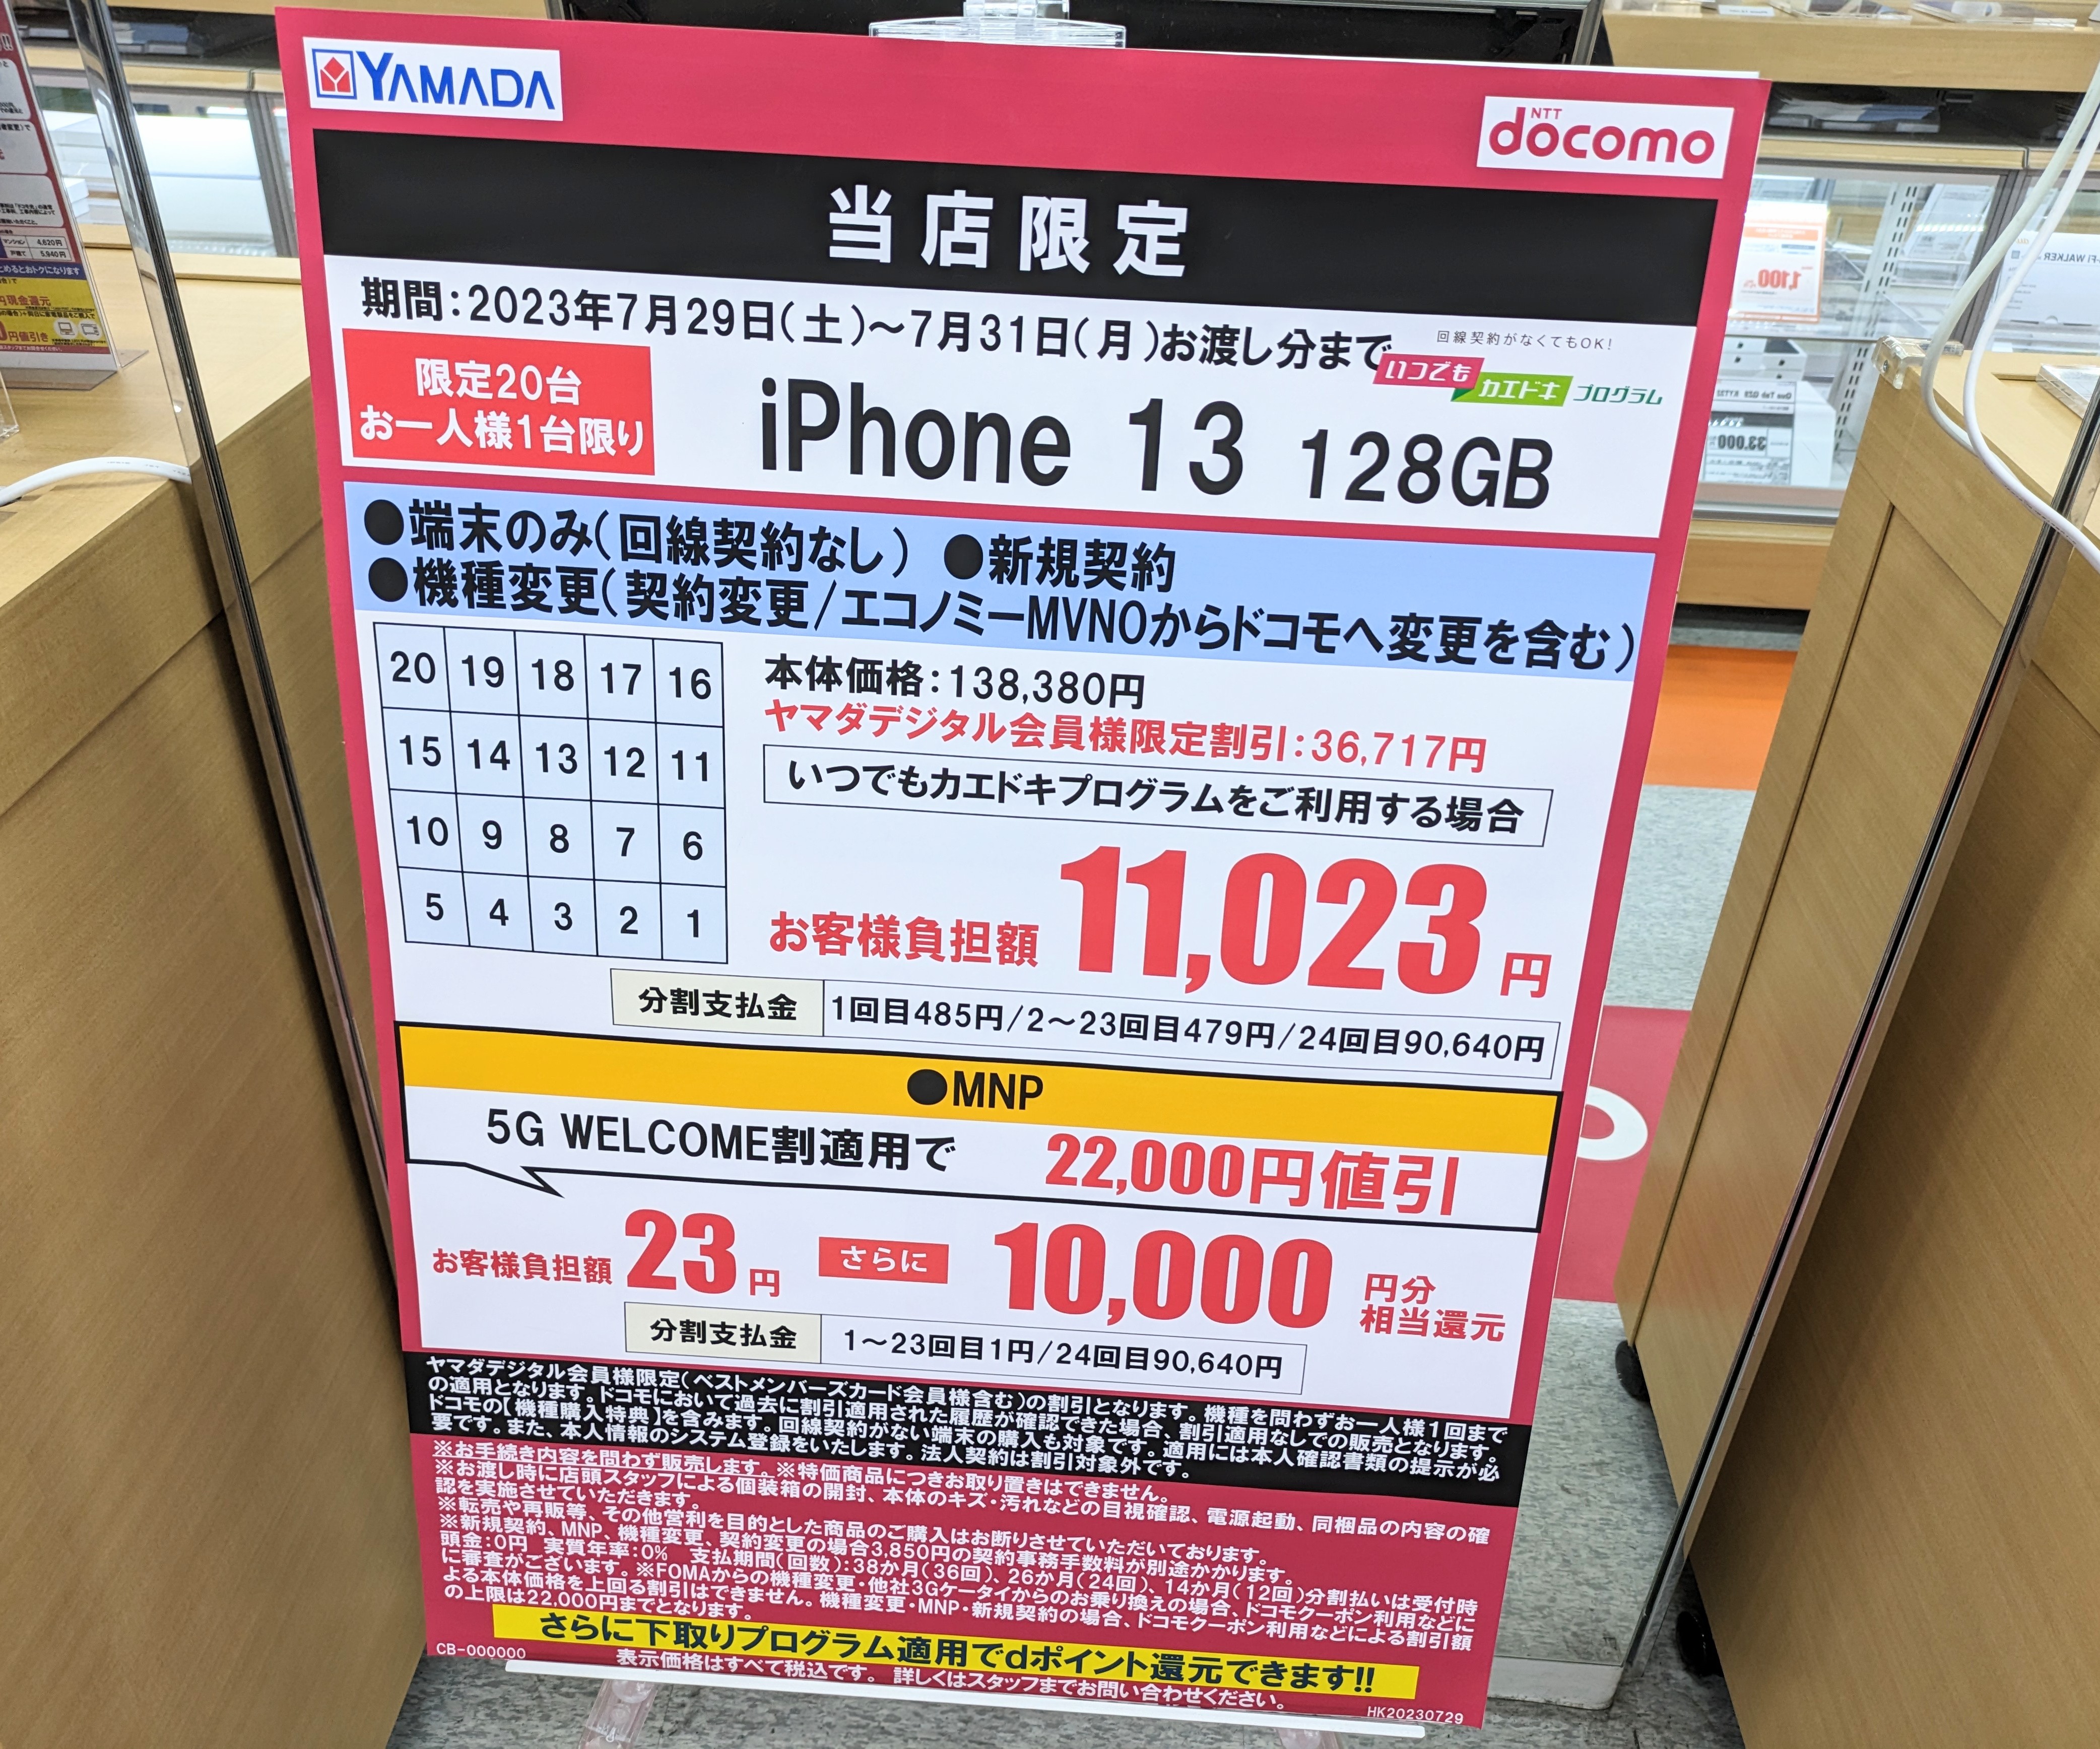 YAMADA
NTT
docomo
当店限定
期間：2023年7月29日（土）～7月31日（月）お渡し分まで
回線契約がなくてもOK!
いつでも カエドキ プログラム
限定20台
お一人様1台限り
iPhone 13 128GB
●端末のみ（回線契約なし） ●新規契約
●機種変更（契約変更/エコノミーMVNOからドコモへ変更を含む）
20 19 18 17 16
15 14 13 12 11
10 9 8 7 6
5 4 3 2 1
本体価格：138,380円
ヤマダデジタル会員様限定割引：36,717円
いつでもカエドキプログラムをご利用する場合
お客様負担額 11,023円
分割支払金 1回目485円/2～23回目479円/24回目90,640円
●MNP
5G WELCOME割適用で 22,000円値引
お客様負担額 23円 さらに 10,000円分相当還元
分割支払金 1～23回目1円/24回目90,640円
ヤマダデジタル会員様限定（ベストメンバーズカード会員様含む）の割引となります。機種を問わずお一人様1回まで
の適用となります。ドコモにおいて過去に割引適用された履歴が確認できた場合、割引適用なしでの販売となります。
ドコモの【機種購入特典】を含みます。回線契約がない端末の購入も対象です。適用には本人確認書類の提示が必
要です。また、本人情報のシステム登録をいたします。法人契約は割引対象外です。
※お手続き内容を問わず販売します。※特価商品につきお取り置きはできません。
※お渡し時に店頭スタッフによる個装箱の開封、本体のキズ・汚れなどの目視確認、電源起動、同梱品の内容の確
認を実施させていただきます。
※転売や再販等、その他営利を目的とした商品のご購入はお断りさせていただいております。
※新規契約、MNP、機種変更、契約変更の場合3,850円の契約事務手数料が別途かかります。
頭金：0円 実質年率：0% 支払期間（回数）：38か月（36回）、26か月（24回）、14か月（12回）分割払いは受付時
に審査がございます。※FOMAからの機種変更・他社3Gケータイからのお乗り換えの場合、ドコモクーポン利用などに
よる本体価格を上回る割引はできません。機種変更・MNP・新規契約の場合、ドコモクーポン利用などによる割引額
の上限は22,000円までとなります。
さらに下取りプログラム適用でdポイント還元できます!!
CB-000000
表示価格はすべて税込です。 詳しくはスタッフまでお問い合わせください。
HK20230729
マンション 4,620円
戸建て 5,940円
1,100
33,000